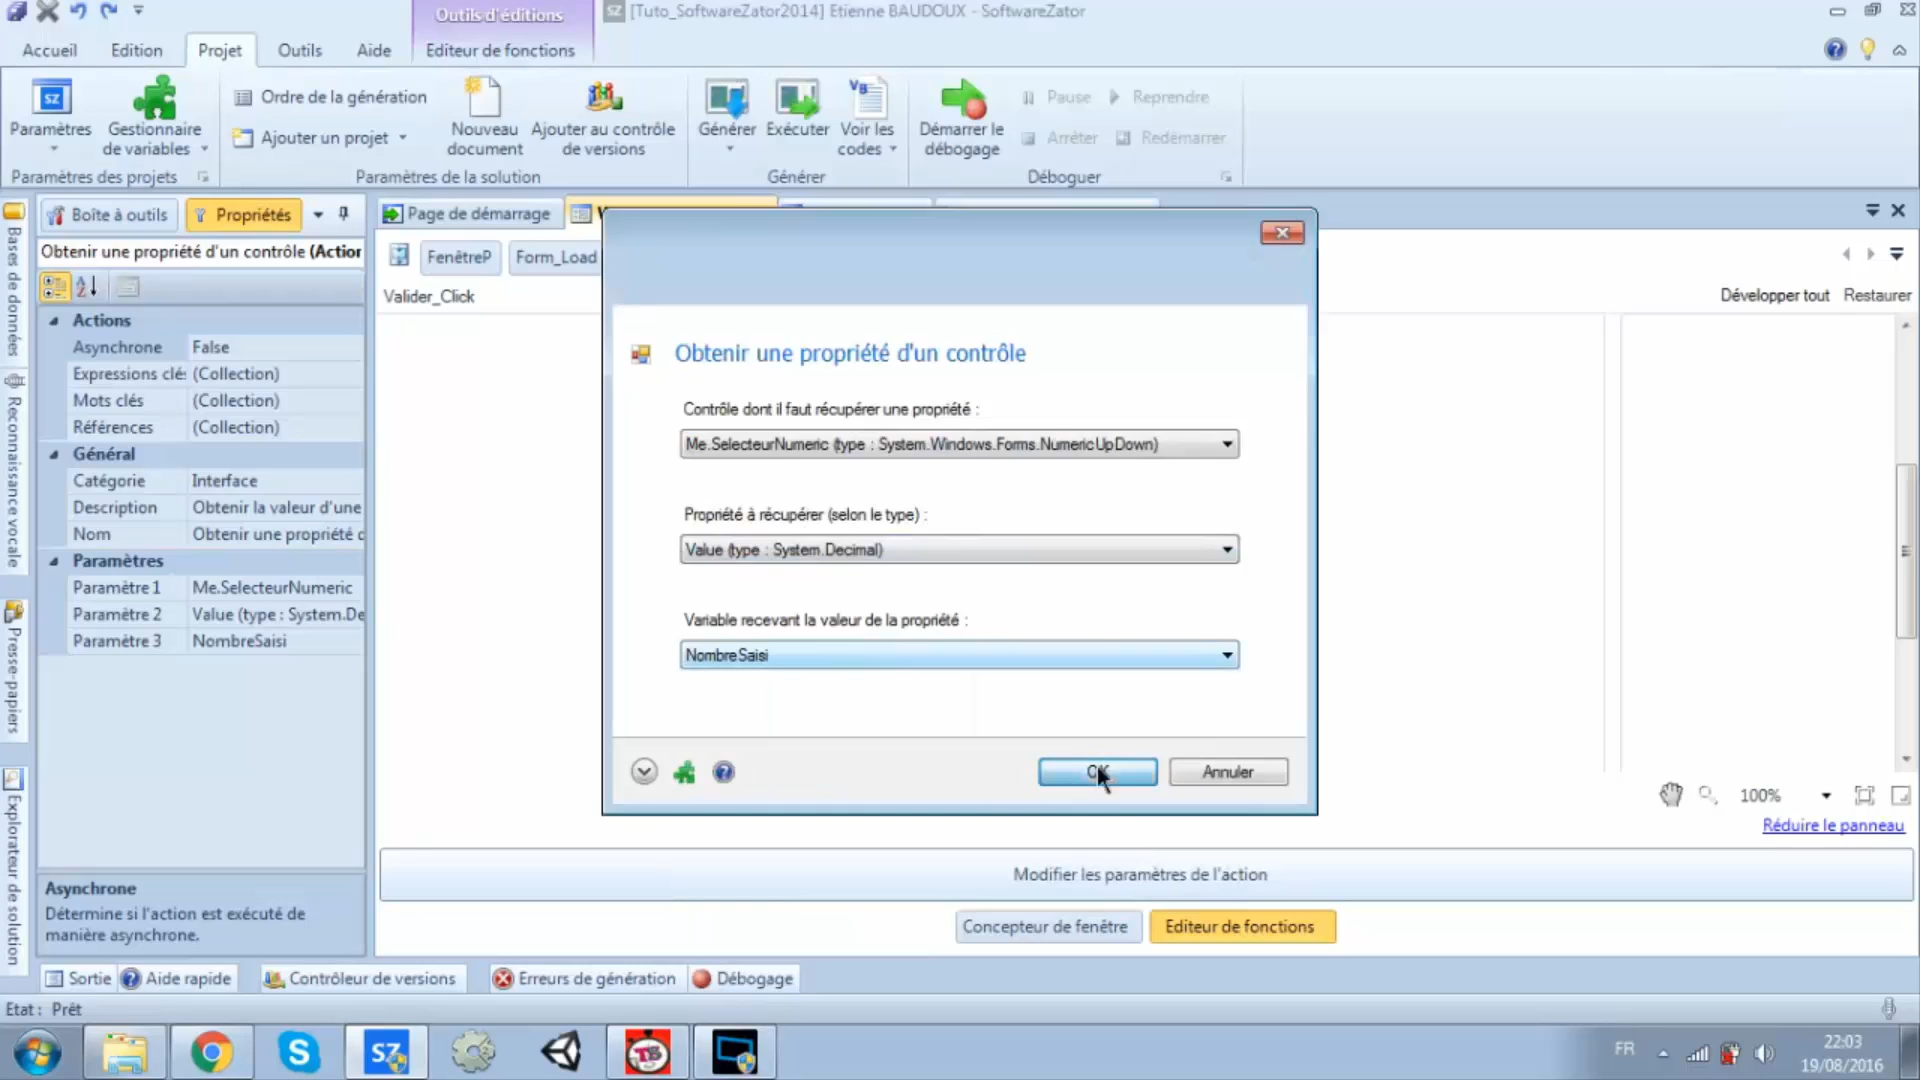 Outils d'éditions
[Tuto_SoftwareZator2014] Etienne BAUDOUX - SoftwareZator
Accueil
Edition
Projet
Outils
Aide
Editeur de fonctions
Paramètres
Gestionnaire
de variables
Ordre de la génération
Ajouter un projet
Nouveau
document
Ajouter au contrôle
de versions
Générer
Exécuter
Voir les
codes
Démarrer le
débogage
Pause
Reprendre
Arrêter
Redémarrer
Paramètres des projets
Paramètres de la solution
Générer
Déboguer
Bases de données
Reconnaissance vocale
Presse-papiers
Explorateur de solution
Boîte à outils
Propriétés
Obtenir une propriété d'un contrôle (Action
Actions
Asynchrone False
Expressions clé (Collection)
Mots clés (Collection)
Références (Collection)
Général
Catégorie Interface
Description Obtenir la valeur d'une
Nom Obtenir une propriété d
Paramètres
Paramètre 1 Me.SelecteurNumeric
Paramètre 2 Value (type : System.De
Paramètre 3 NombreSaisi
Asynchrone
Détermine si l'action est exécuté de
manière asynchrone.
Page de démarrage
FenêtreP
Form_Load
Valider_Click
Développer tout
Restaurer
Obtenir une propriété d'un contrôle
Contrôle dont il faut récupérer une propriété :
Me.SelecteurNumeric (type : System.Windows.Forms.NumericUpDown)
Propriété à récupérer (selon le type) :
Value (type : System.Decimal)
Variable recevant la valeur de la propriété :
NombreSaisi
OK
Annuler
100%
Réduire le panneau
Modifier les paramètres de l'action
Concepteur de fenêtre
Editeur de fonctions
Sortie
Aide rapide
Contrôleur de versions
Erreurs de génération
Débogage
Etat : Prêt
FR
22:03
19/08/2016